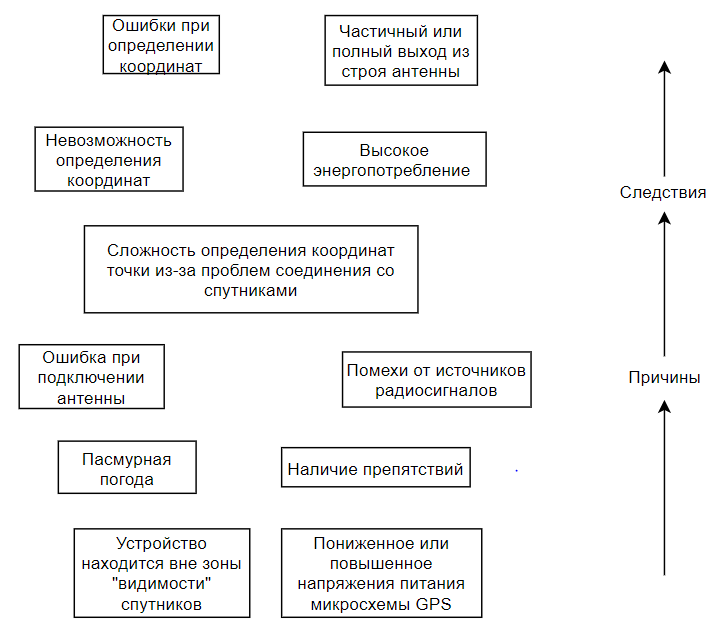 Ошибки при
определении
координат
Частичный или
полный выход из
строя антенны
Невозможность
определения
координат
Высокое
энергопотребление
Следствия
Сложность определения координат
точки из-за проблем соединения со
спутниками
Ошибка при
подключении
антенны
Помехи от источников
радиосигналов
Причины
Пасмурная
погода
Наличие препятствий
Устройство
находится вне зоны
"видимости"
спутников
Пониженное или
повышенное
напряжения питания
микросхемы GPS